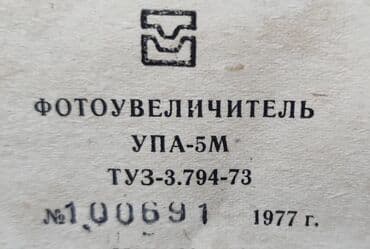 ФОТОУВЕЛИЧИТЕЛЬ
УПА-5М
ТУЗ-3.794-73
№100691 1977 г.